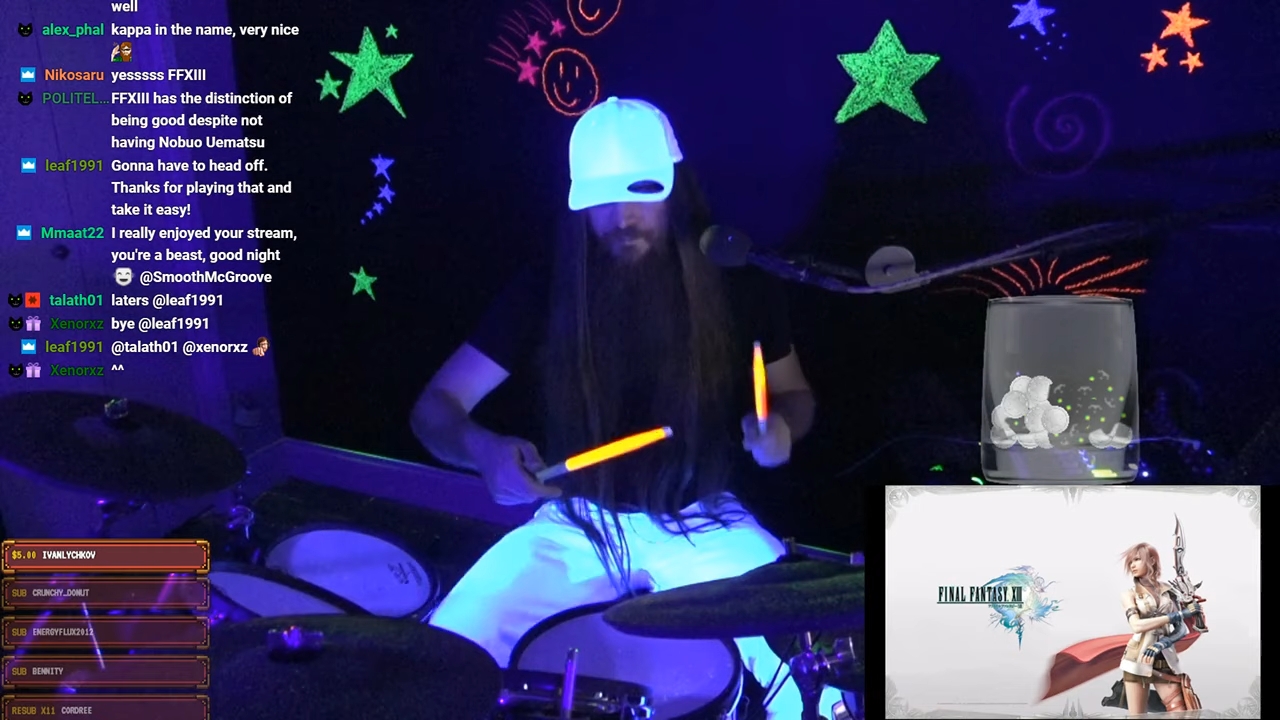 well
alex_phal kappa in the name, very nice
Nikosaru yesssss FFXIII
POLITEL... FFXIII has the distinction of
being good despite not
having Nobuo Uematsu
leaf1991 Gonna have to head off.
Thanks for playing that and
take it easy!
Mmaat22 I really enjoyed your stream,
you're a beast, good night
@SmoothMcGroove
talath01 laters @leaf1991
Xenorxz bye @leaf1991
leaf1991 @talath01 @xenorxz
Xenorxz ^^
$5.00 IVANLYCHKOV
SUB CRUNCHY_DONUT
SUB ENERGYFLUX2012
SUB BENNITY
RESUB X11 CORDREE
FINAL FANTASY XIII